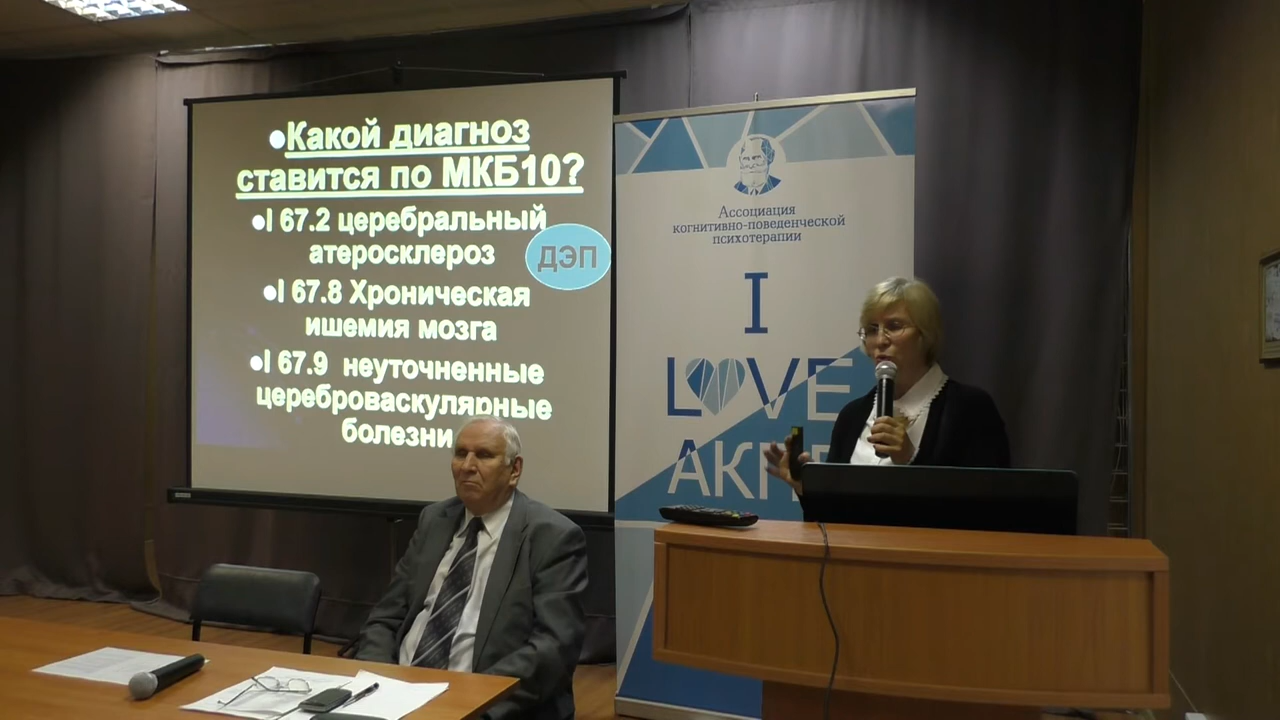 •Какой диагноз
ставится по МКБ10?
•I 67.2 церебральный
атеросклероз
ДЭП
•I 67.8 Хроническая
ишемия мозга
•I 67.9 неуточненные
цереброваскулярные
болезни
Ассоциация
когнитивно-поведенческой
психотерапии
I
LOVE
АКПП